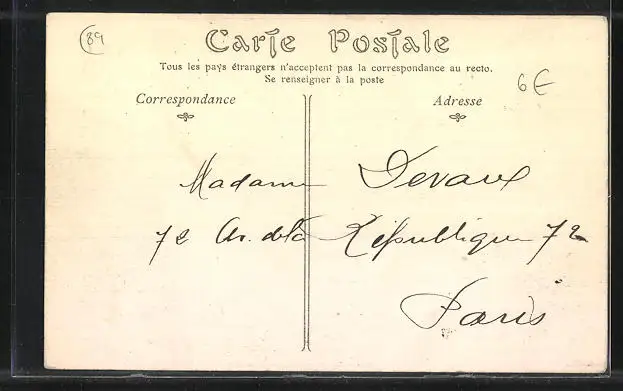 89
Carte Postale
Tous les pays étrangers n'acceptent pas la correspondance au recto.
Se renseigner à la poste
6€
Correspondance
Adresse
Madame Devaux
72 Av. de la République 72
Paris